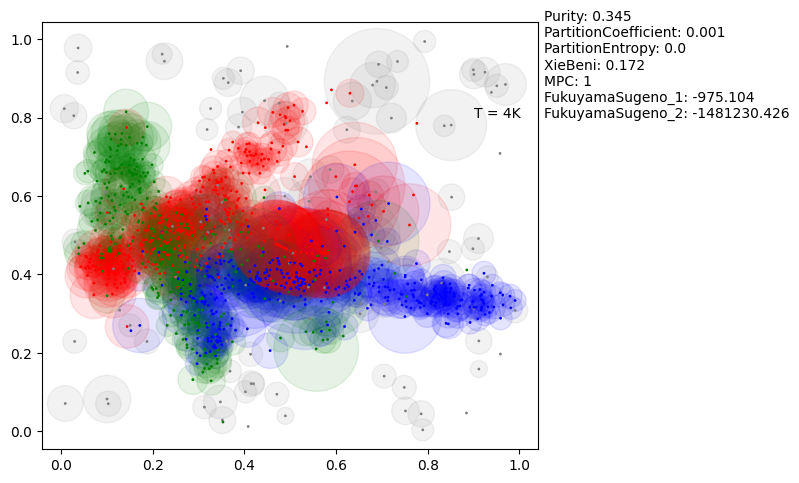 Purity: 0.345
PartitionCoefficient: 0.001
PartitionEntropy: 0.0
XieBeni: 0.172
MPC: 1
FukuyamaSugeno_1: -975.104
FukuyamaSugeno_2: -1481230.426
T = 4K
1.0
0.8
0.6
0.4
0.2
0.0
0.0 0.2 0.4 0.6 0.8 1.0